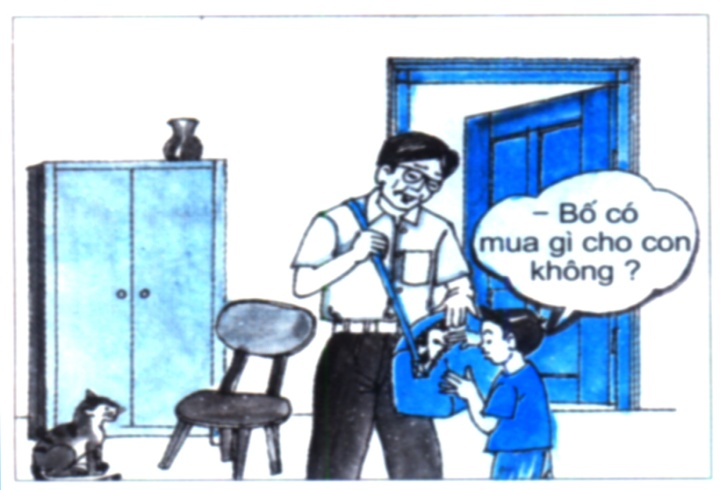 – Bố có
mua gì cho con
không ?